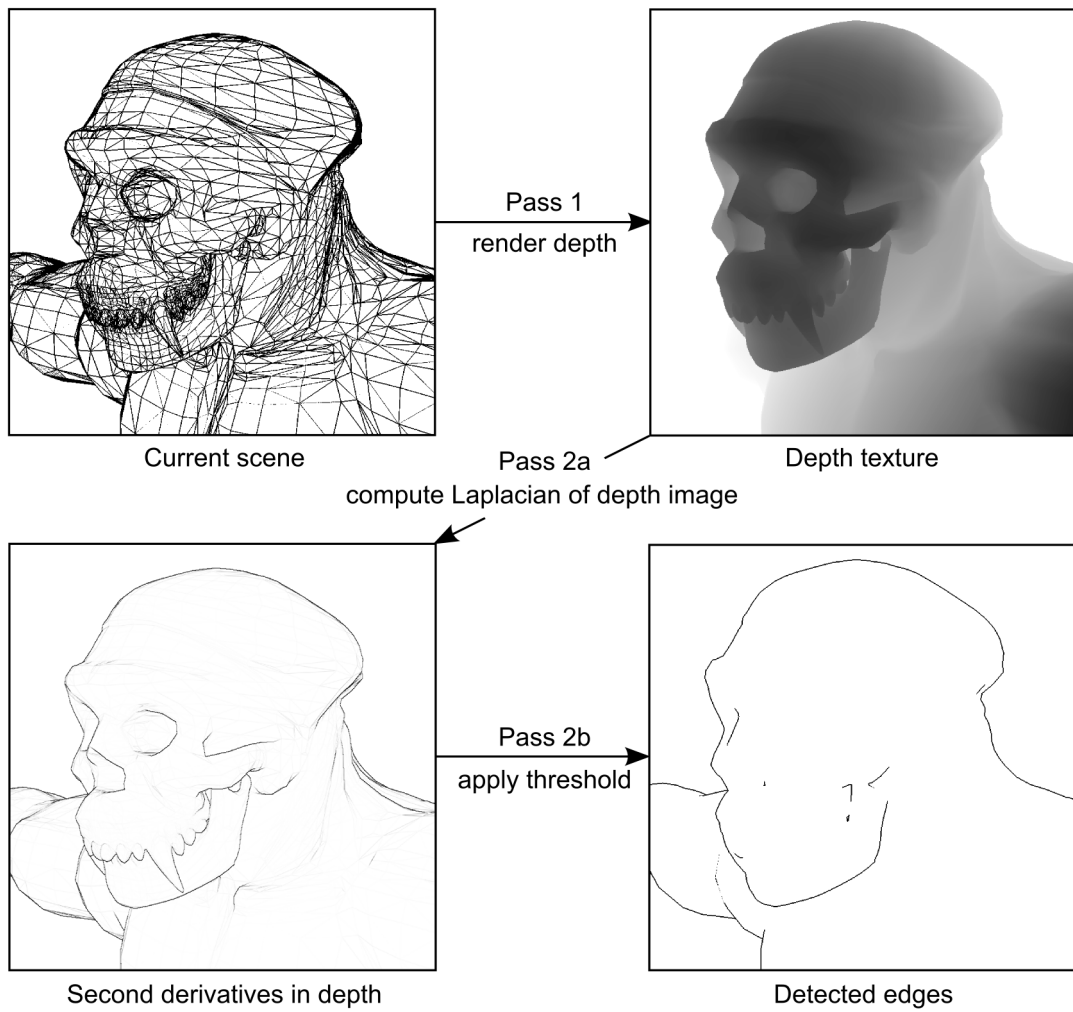 Pass 1
render depth
Current scene
Depth texture
Pass 2a
compute Laplacian of depth image
Pass 2b
apply threshold
Second derivatives in depth
Detected edges